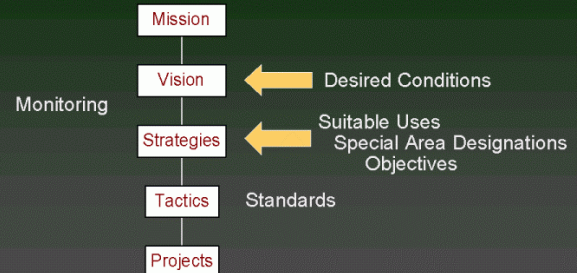 Mission
Vision
Desired Conditions
Monitoring
Strategies
Suitable Uses
Special Area Designations
Objectives
Tactics
Standards
Projects